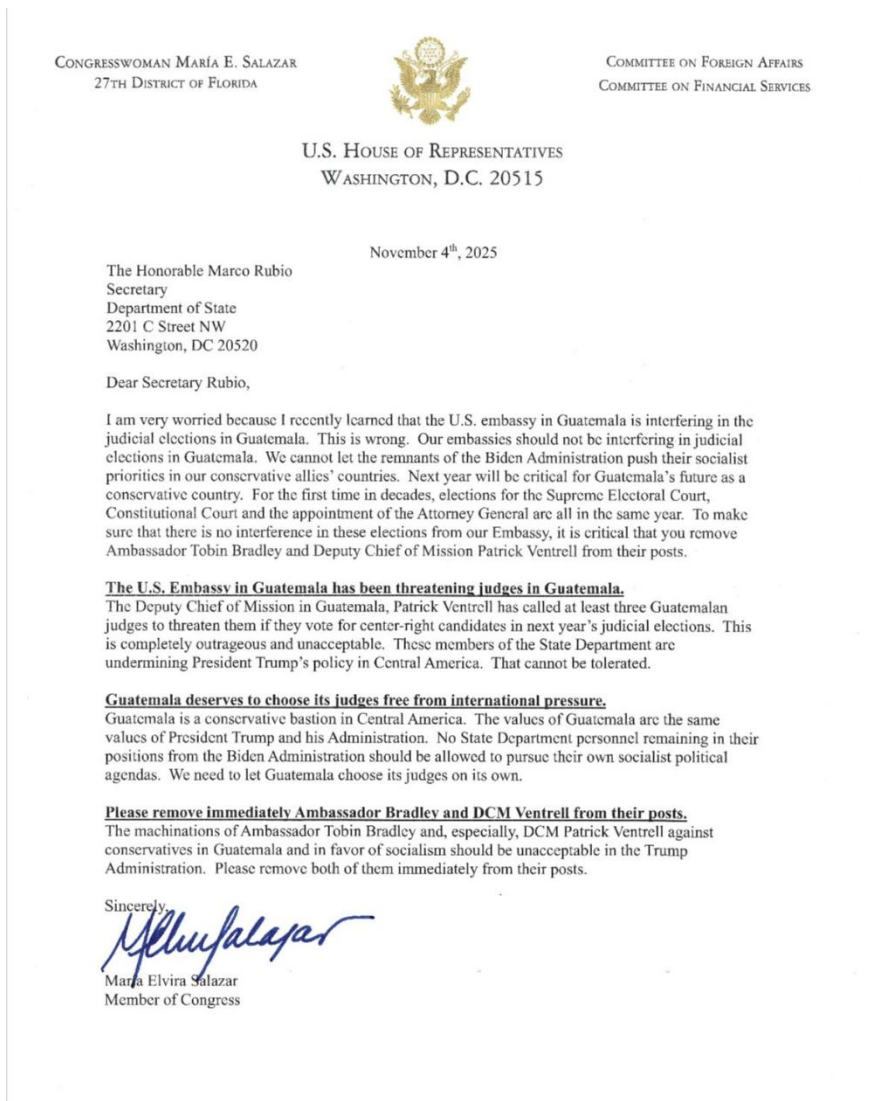 CONGRESSWOMAN MARÍA E. SALAZAR
27TH DISTRICT OF FLORIDA
COMMITTEE ON FOREIGN AFFAIRS
COMMITTEE ON FINANCIAL SERVICES
U.S. HOUSE OF REPRESENTATIVES
WASHINGTON, D.C. 20515
November 4th, 2025
The Honorable Marco Rubio
Secretary
Department of State
2201 C Street NW
Washington, DC 20520
Dear Secretary Rubio,
I am very worried because I recently learned that the U.S. embassy in Guatemala is interfering in the
judicial elections in Guatemala. This is wrong. Our embassies should not be interfering in judicial
elections in Guatemala. We cannot let the remnants of the Biden Administration push their socialist
priorities in our conservative allies' countries. Next year will be critical for Guatemala's future as a
conservative country. For the first time in decades, elections for the Supreme Electoral Court,
Constitutional Court and the appointment of the Attorney General are all in the same year. To make
sure that there is no interference in these elections from our Embassy, it is critical that you remove
Ambassador Tobin Bradley and Deputy Chief of Mission Patrick Ventrell from their posts.
The U.S. Embassy in Guatemala has been threatening judges in Guatemala.
The Deputy Chief of Mission in Guatemala, Patrick Ventrell has called at least three Guatemalan
judges to threaten them if they vote for center-right candidates in next year's judicial elections. This
is completely outrageous and unacceptable. These members of the State Department are
undermining President Trump's policy in Central America. That cannot be tolerated.
Guatemala deserves to choose its judges free from international pressure.
Guatemala is a conservative bastion in Central America. The values of Guatemala are the same
values of President Trump and his Administration. No State Department personnel remaining in their
positions from the Biden Administration should be allowed to pursue their own socialist political
agendas. We need to let Guatemala choose its judges on its own.
Please remove immediately Ambassador Bradley and DCM Ventrell from their posts.
The machinations of Ambassador Tobin Bradley and, especially, DCM Patrick Ventrell against
conservatives in Guatemala and in favor of socialism should be unacceptable in the Trump
Administration. Please remove both of them immediately from their posts.
Sincerely,
María Elvira Salazar
Member of Congress